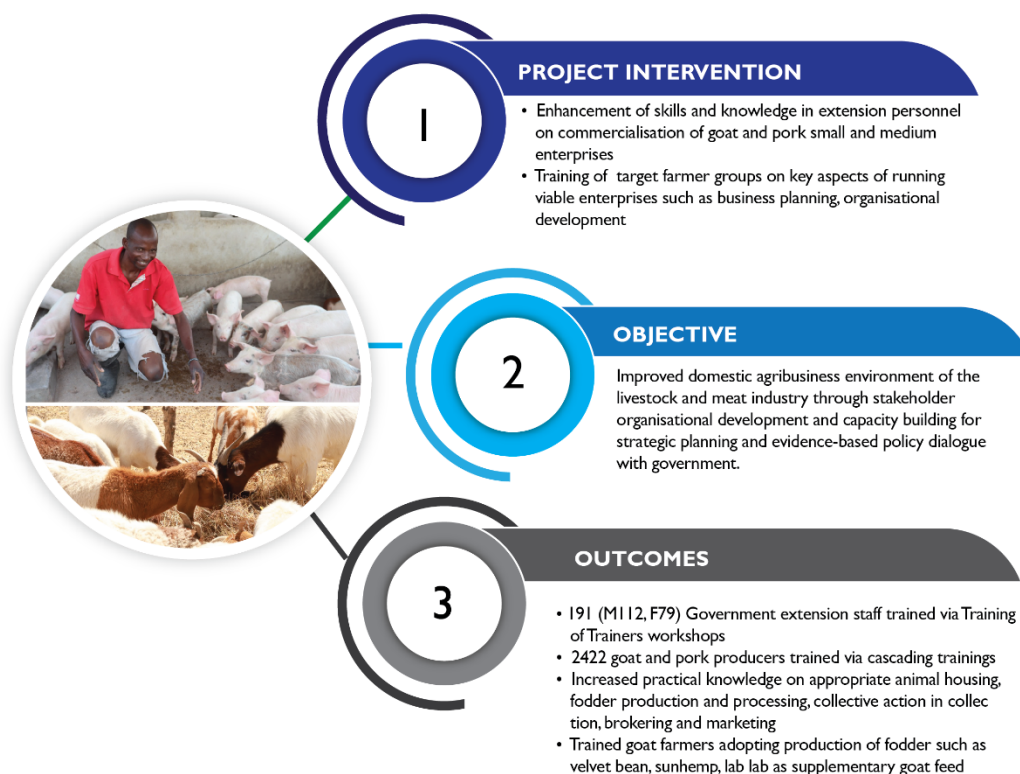 1
PROJECT INTERVENTION
• Enhancement of skills and knowledge in extension personnel
on commercialisation of goat and pork small and medium
enterprises
• Training of target farmer groups on key aspects of running
viable enterprises such as business planning, organisational
development
2
OBJECTIVE
Improved domestic agribusiness environment of the
livestock and meat industry through stakeholder
organisational development and capacity building for
strategic planning and evidence-based policy dialogue
with government.
3
OUTCOMES
• 191 (M112, F79) Government extension staff trained via Training
of Trainers workshops
• 2422 goat and pork producers trained via cascading trainings
• Increased practical knowledge on appropriate animal housing,
fodder production and processing, collective action in collec
tion, brokering and marketing
• Trained goat farmers adopting production of fodder such as
velvet bean, sunhemp, lab lab as supplementary goat feed